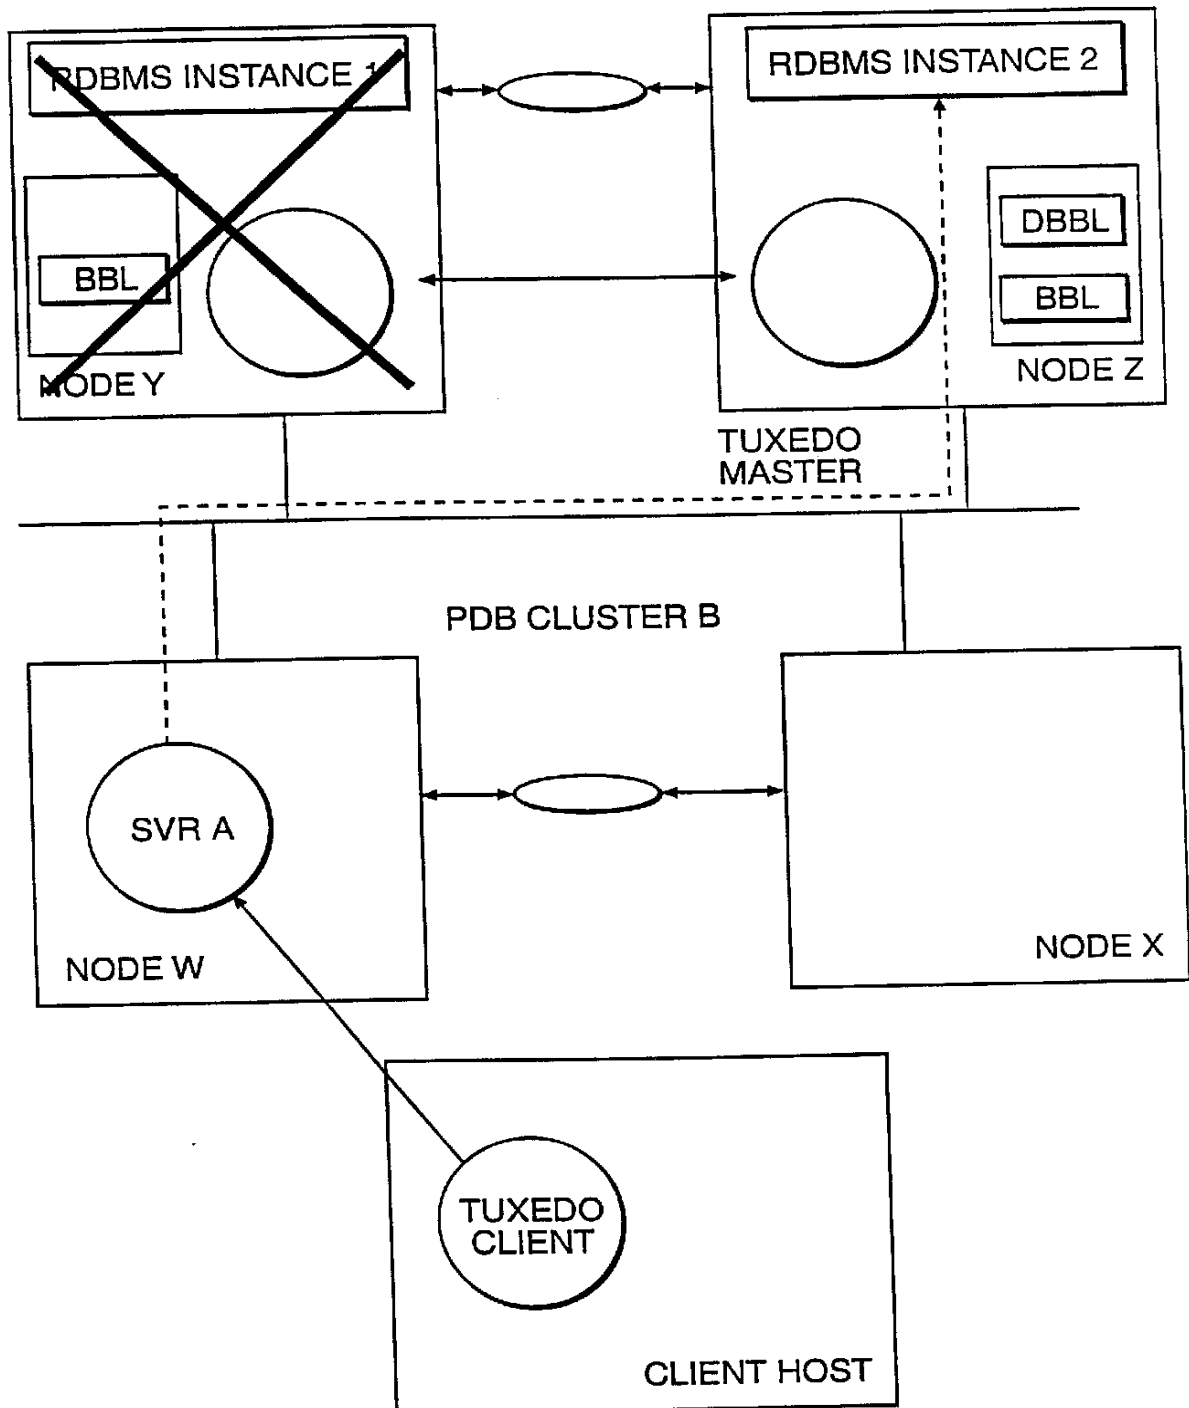 RDBMS INSTANCE 1
RDBMS INSTANCE 2
DBBL
BBL
BBL
NODE Y
NODE Z
TUXEDO
MASTER
PDB CLUSTER B
SVR A
NODE W
NODE X
TUXEDO
CLIENT
CLIENT HOST